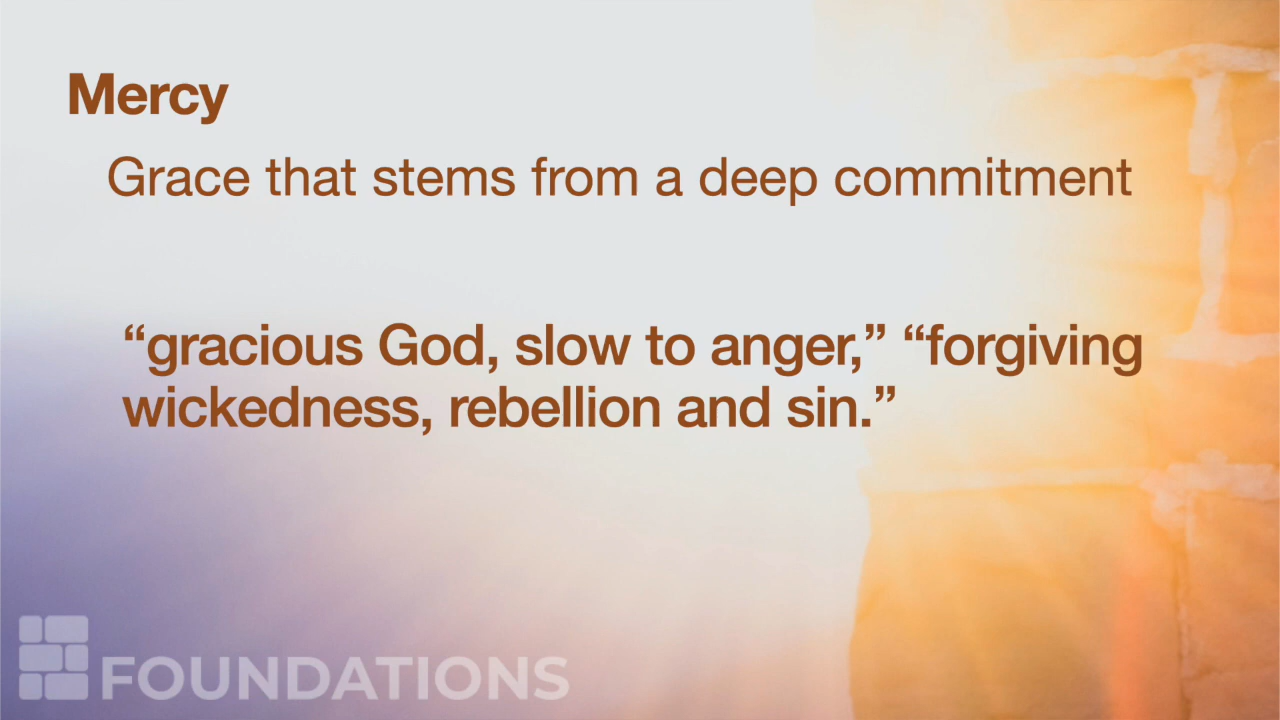 Mercy
Grace that stems from a deep commitment
“gracious God, slow to anger,” “forgiving
wickedness, rebellion and sin.”
FOUNDATIONS